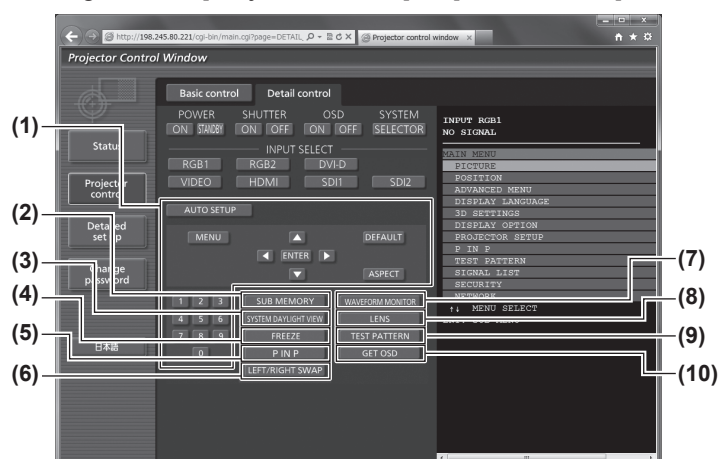 http://198.245.80.221/cgi-bin/main.cgi?page=DETAIL_
Projector control window
Projector Control Window
Basic control
Detail control
POWER
SHUTTER
OSD
SYSTEM
ON STANDBY
ON OFF
ON OFF
SELECTOR
INPUT SELECT
RGB1
RGB2
DVI-D
VIDEO
HDMI
SDI1
SDI2
AUTO SETUP
MENU
DEFAULT
ENTER
ASPECT
1 2 3
4 5 6
7 8 9
0
SUB MEMORY
WAVEFORM MONITOR
SYSTEM DAYLIGHT VIEW
LENS
FREEZE
TEST PATTERN
P IN P
GET OSD
LEFT/RIGHT SWAP
Status
Projector
control
Detailed
set up
Change
password
日本語
INPUT RGB1
NO SIGNAL
MAIN MENU
PICTURE
POSITION
ADVANCED MENU
DISPLAY LANGUAGE
3D SETTINGS
DISPLAY OPTION
PROJECTOR SETUP
P IN P
TEST PATTERN
SIGNAL LIST
SECURITY
NETWORK
↑↓ MENU SELECT
(1)
(2)
(3)
(4)
(5)
(6)
(7)
(8)
(9)
(10)